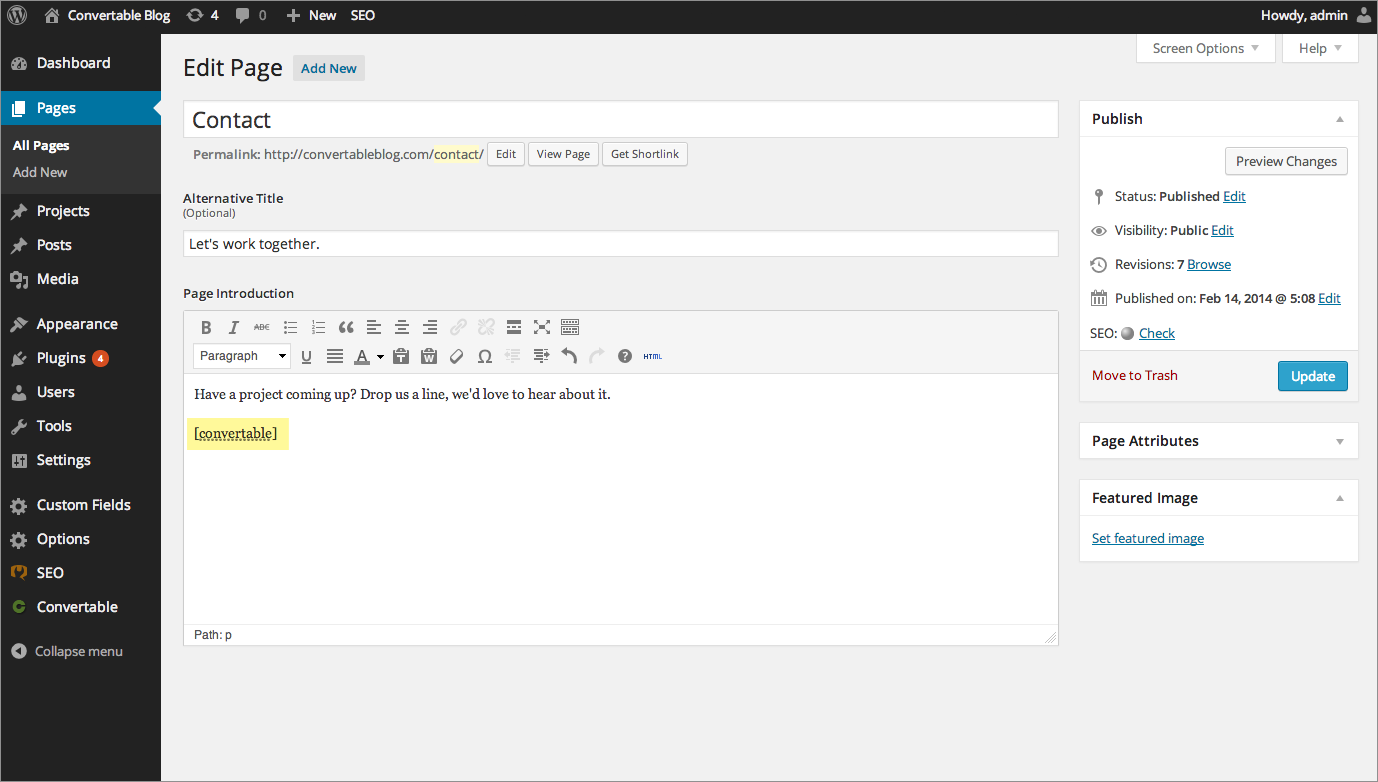 Convertable Blog 4 0 New SEO Howdy, admin
Screen Options Help
Dashboard
Pages
All Pages
Add New
Projects
Posts
Media
Appearance
Plugins 4
Users
Tools
Settings
Custom Fields
Options
SEO
Convertable
Collapse menu
Edit Page Add New
Contact
Permalink: http://convertableblog.com/contact/ Edit View Page Get Shortlink
Alternative Title
(Optional)
Let's work together.
Page Introduction
B I ABC
Paragraph U A T W Ω ? HTML
Have a project coming up? Drop us a line, we'd love to hear about it.
[convertable]
Path: p
Publish
Preview Changes
Status: Published Edit
Visibility: Public Edit
Revisions: 7 Browse
Published on: Feb 14, 2014 @ 5:08 Edit
SEO: Check
Move to Trash Update
Page Attributes
Featured Image
Set featured image